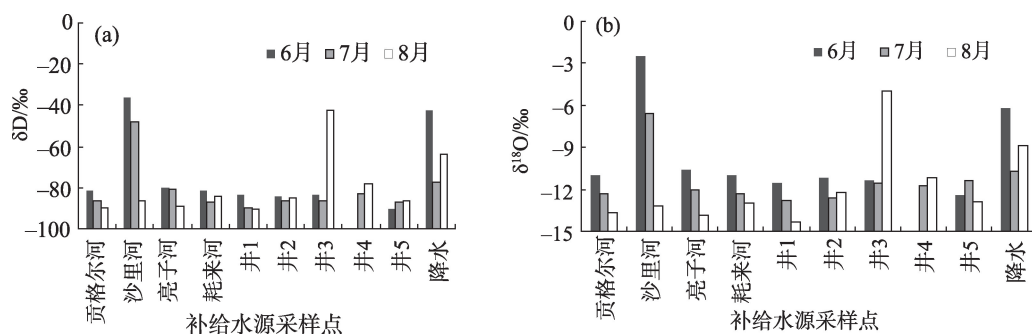 (a)
6月 7月 8月
δD/‰
0
−20
−40
−60
−80
−100
贡格尔河
沙里河
亮子河
耗来河
井1
井2
井3
井4
井5
降水
补给水源采样点
(b)
6月 7月 8月
δ¹⁸O/‰
0
−3
−6
−9
−12
−15
贡格尔河
沙里河
亮子河
耗来河
井1
井2
井3
井4
井5
降水
补给水源采样点